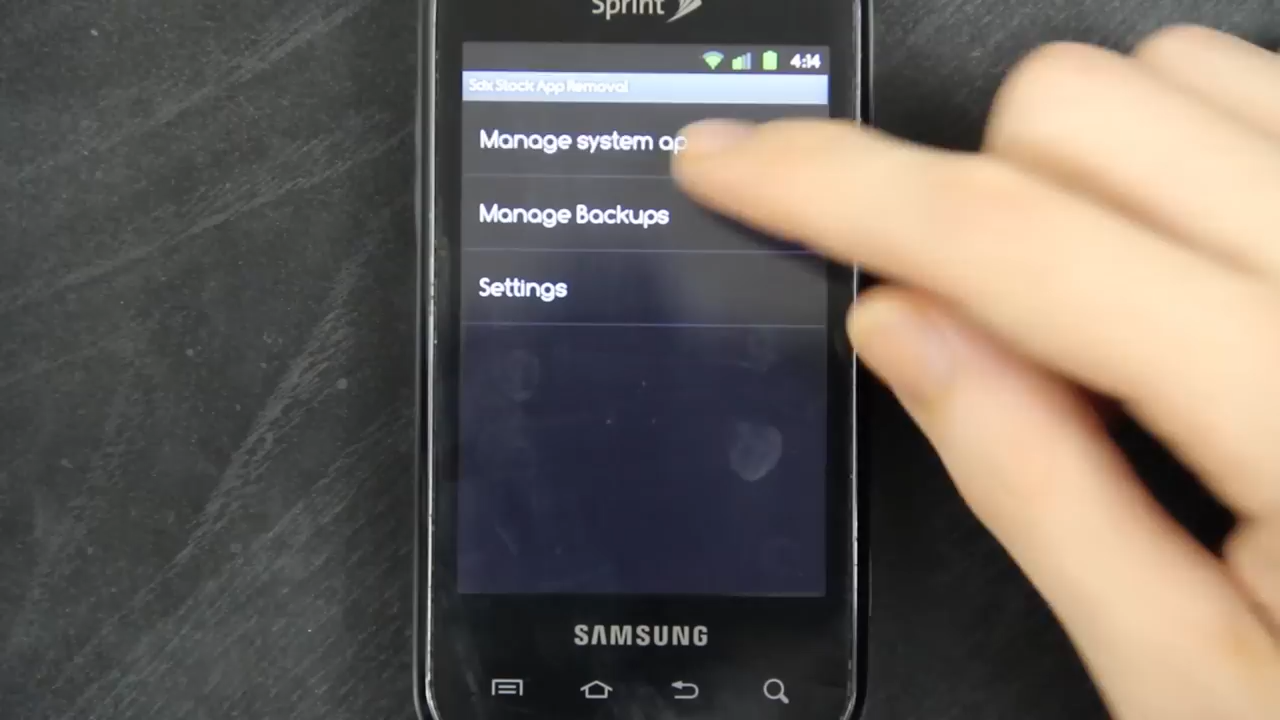 Sprint
4:14
Sdx Stock App Removal
Manage system ap
Manage Backups
Settings
SAMSUNG